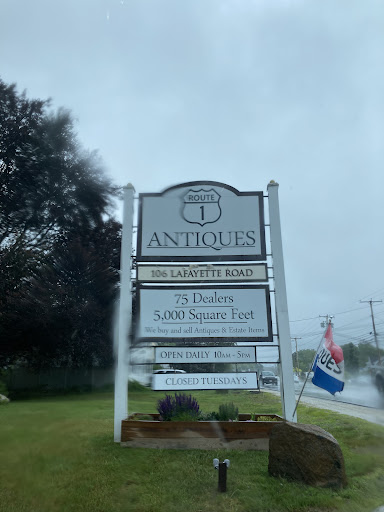 ROUTE
1
ANTIQUES
106 LAFAYETTE ROAD
75 Dealers
5,000 Square Feet
We buy and sell Antiques & Estate Items
OPEN DAILY 10AM - 5PM
CLOSED TUESDAYS
QUES